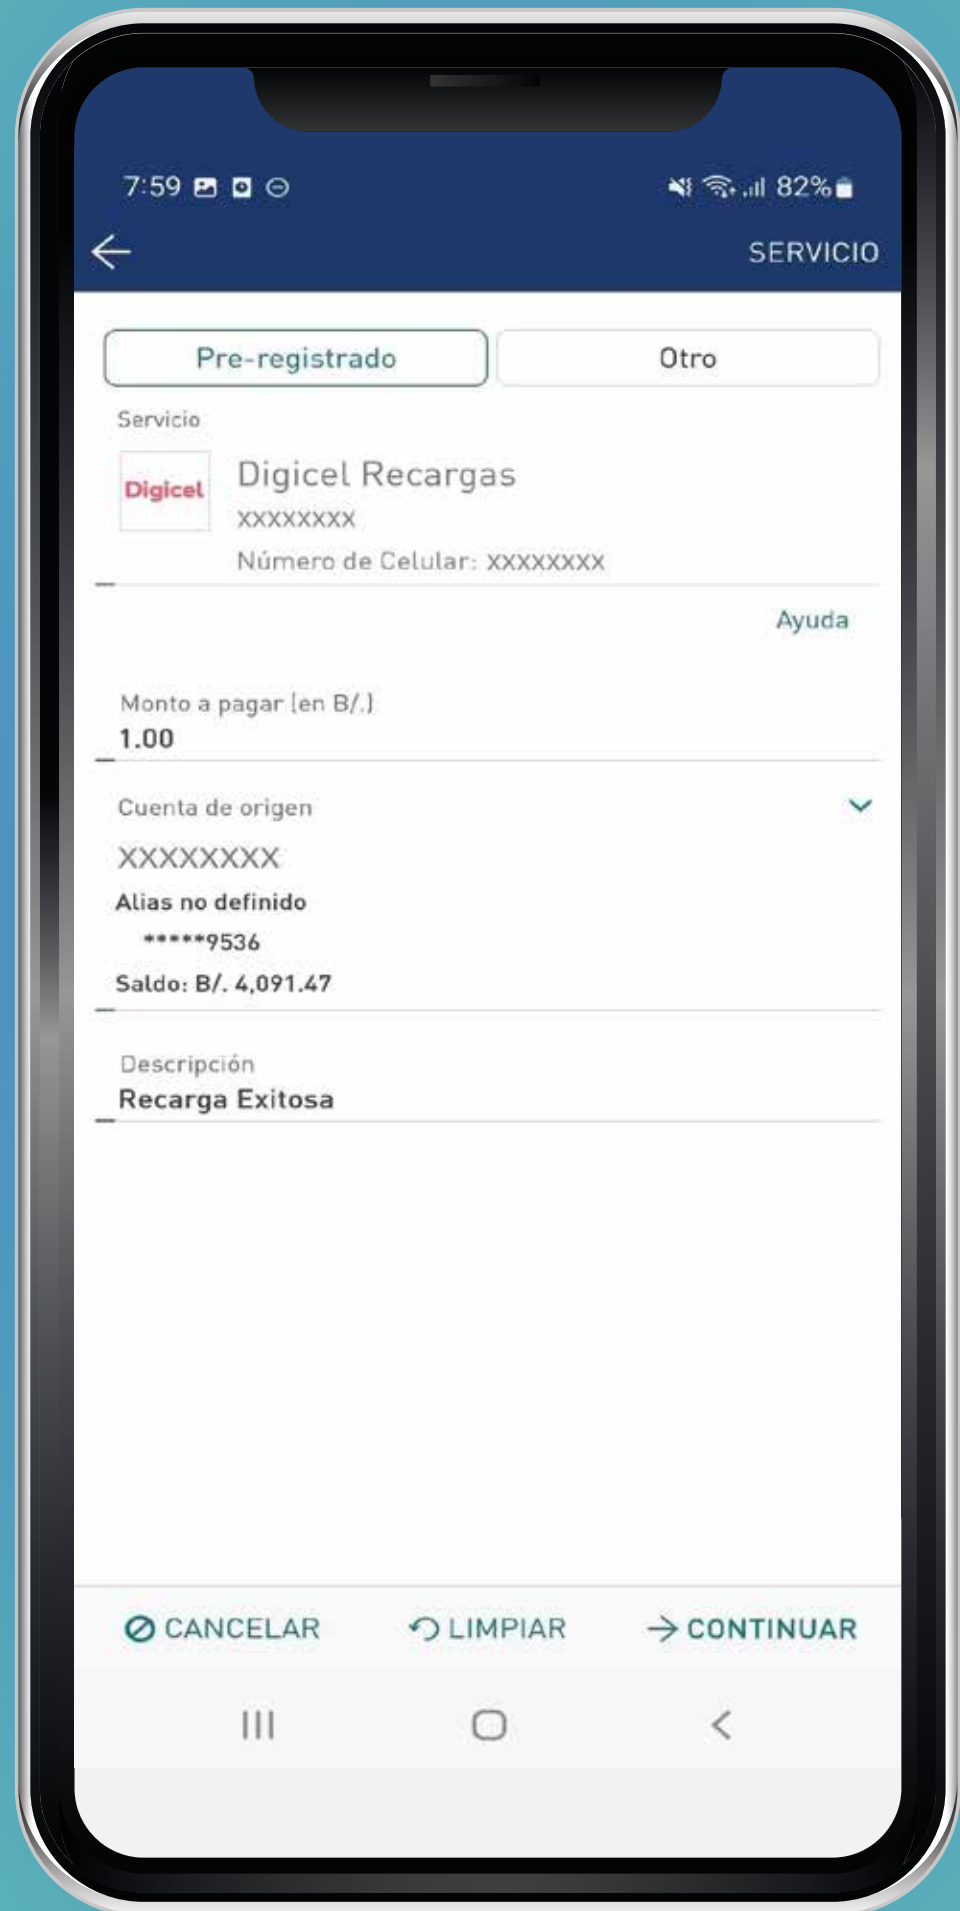 7:59 82%
SERVICIO
Pre-registrado Otro
Servicio
Digicel Digicel Recargas
XXXXXXXX
Número de Celular: XXXXXXXX
Ayuda
Monto a pagar (en B/.)
1.00
Cuenta de origen
XXXXXXXX
Alias no definido
*****9536
Saldo: B/. 4,091.47
Descripción
Recarga Exitosa
CANCELAR LIMPIAR CONTINUAR